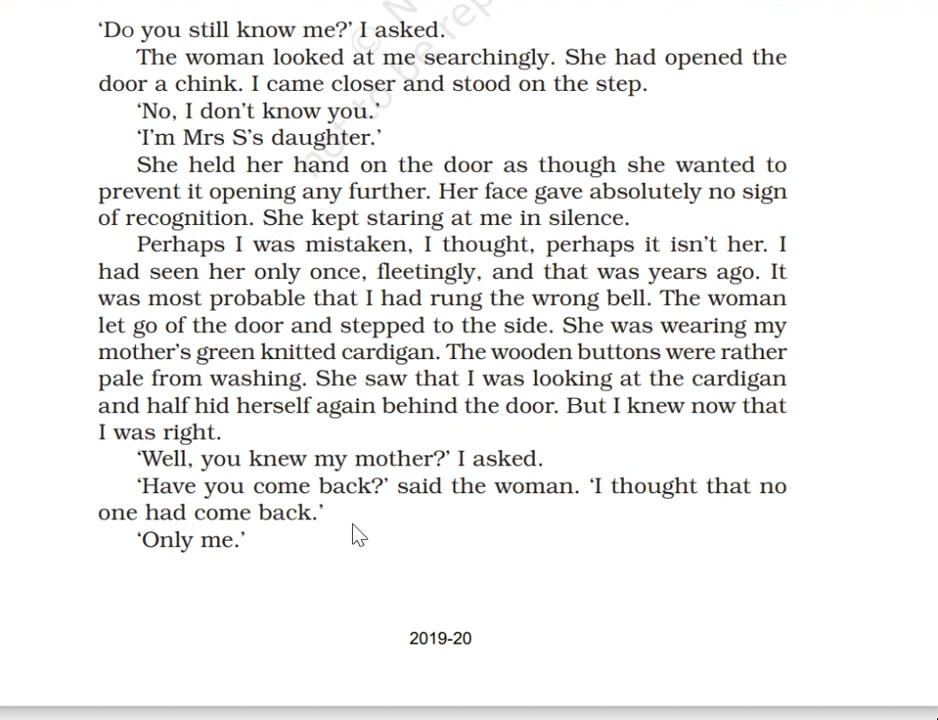 ‘Do you still know me?’ I asked.
The woman looked at me searchingly. She had opened the
door a chink. I came closer and stood on the step.
‘No, I don’t know you.’
‘I’m Mrs S’s daughter.’
She held her hand on the door as though she wanted to
prevent it opening any further. Her face gave absolutely no sign
of recognition. She kept staring at me in silence.
Perhaps I was mistaken, I thought, perhaps it isn’t her. I
had seen her only once, fleetingly, and that was years ago. It
was most probable that I had rung the wrong bell. The woman
let go of the door and stepped to the side. She was wearing my
mother’s green knitted cardigan. The wooden buttons were rather
pale from washing. She saw that I was looking at the cardigan
and half hid herself again behind the door. But I knew now that
I was right.
‘Well, you knew my mother?’ I asked.
‘Have you come back?’ said the woman. ‘I thought that no
one had come back.’
‘Only me.’
2019-20